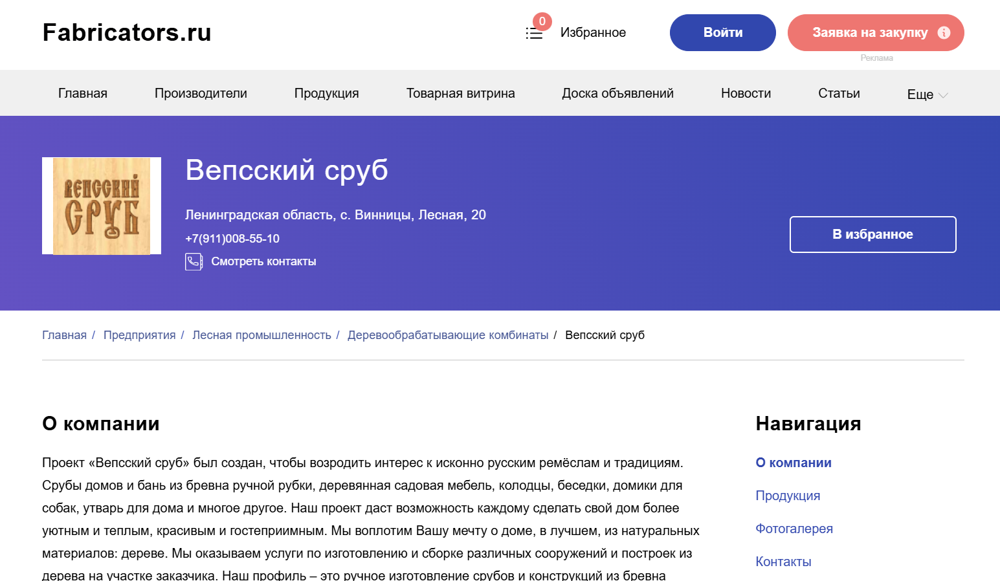 Fabricators.ru
0
Избранное
Войти
Заявка на закупку
Реклама
Главная
Производители
Продукция
Товарная витрина
Доска объявлений
Новости
Статьи
Еще
ВЕПССКИЙ
СРУБ
Вепсский сруб
Ленинградская область, с. Винницы, Лесная, 20
+7(911)008-55-10
Смотреть контакты
В избранное
Главная / Предприятия / Лесная промышленность / Деревообрабатывающие комбинаты / Вепсский сруб
О компании
Проект «Вепсский сруб» был создан, чтобы возродить интерес к исконно русским ремёслам и традициям.
Срубы домов и бань из бревна ручной рубки, деревянная садовая мебель, колодцы, беседки, домики для
собак, утварь для дома и многое другое. Наш проект даст возможность каждому сделать свой дом более
уютным и теплым, красивым и гостеприимным. Мы воплотим Вашу мечту о доме, в лучшем, из натуральных
материалов: дереве. Мы оказываем услуги по изготовлению и сборке различных сооружений и построек из
дерева на участке заказчика. Наш профиль – это ручное изготовление срубов и конструкций из бревна
Навигация
О компании
Продукция
Фотогалерея
Контакты